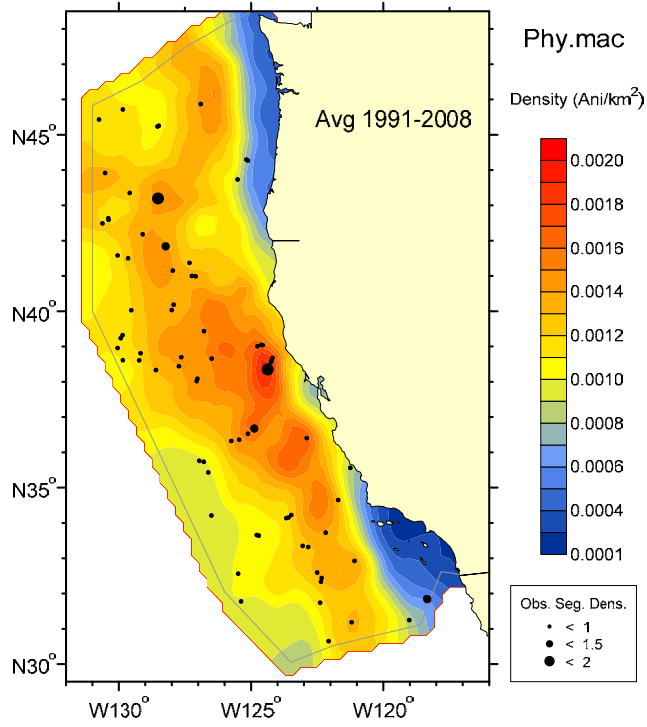 Phy.mac
Density (Ani/km²)
Avg 1991-2008
N45°
N40°
N35°
N30°
W130°
W125°
W120°
0.0020
0.0018
0.0016
0.0014
0.0012
0.0010
0.0008
0.0006
0.0004
0.0001
Obs. Seg. Dens.
< 1
< 1.5
< 2